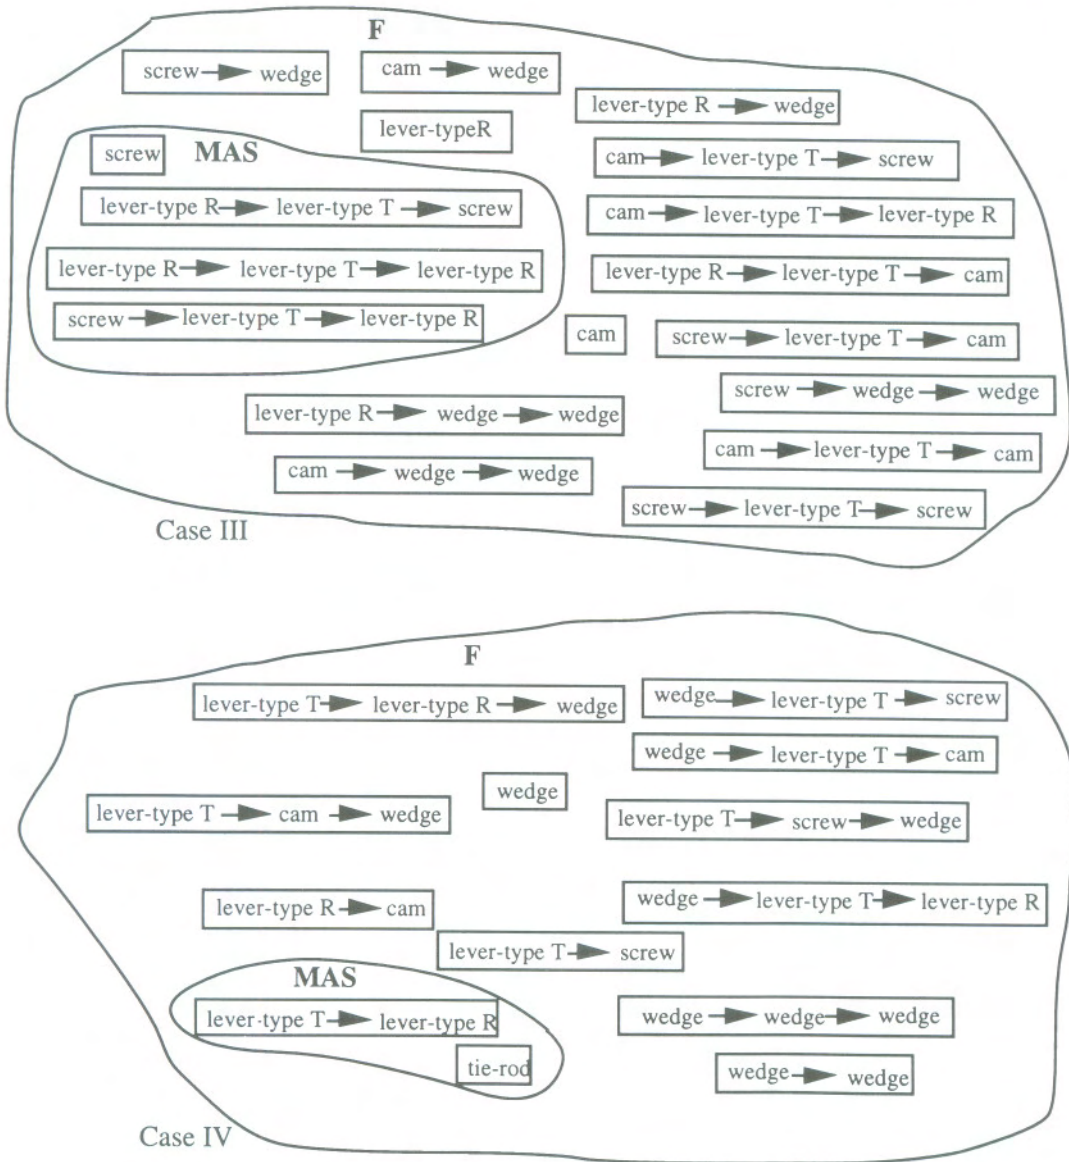 F
screw → wedge
cam → wedge
lever-type R → wedge
lever-typeR
screw
MAS
cam → lever-type T → screw
lever-type R → lever-type T → screw
cam → lever-type T → lever-type R
lever-type R → lever-type T → lever-type R
lever-type R → lever-type T → cam
screw → lever-type T → lever-type R
cam
screw → lever-type T → cam
screw → wedge → wedge
lever-type R → wedge → wedge
cam → lever-type T → cam
cam → wedge → wedge
screw → lever-type T → screw
Case III
F
lever-type T → lever-type R → wedge
wedge → lever-type T → screw
wedge → lever-type T → cam
wedge
lever-type T → cam → wedge
lever-type T → screw → wedge
lever-type R → cam
wedge → lever-type T → lever-type R
lever-type T → screw
MAS
lever-type T → lever-type R
wedge → wedge → wedge
tie-rod
wedge → wedge
Case IV